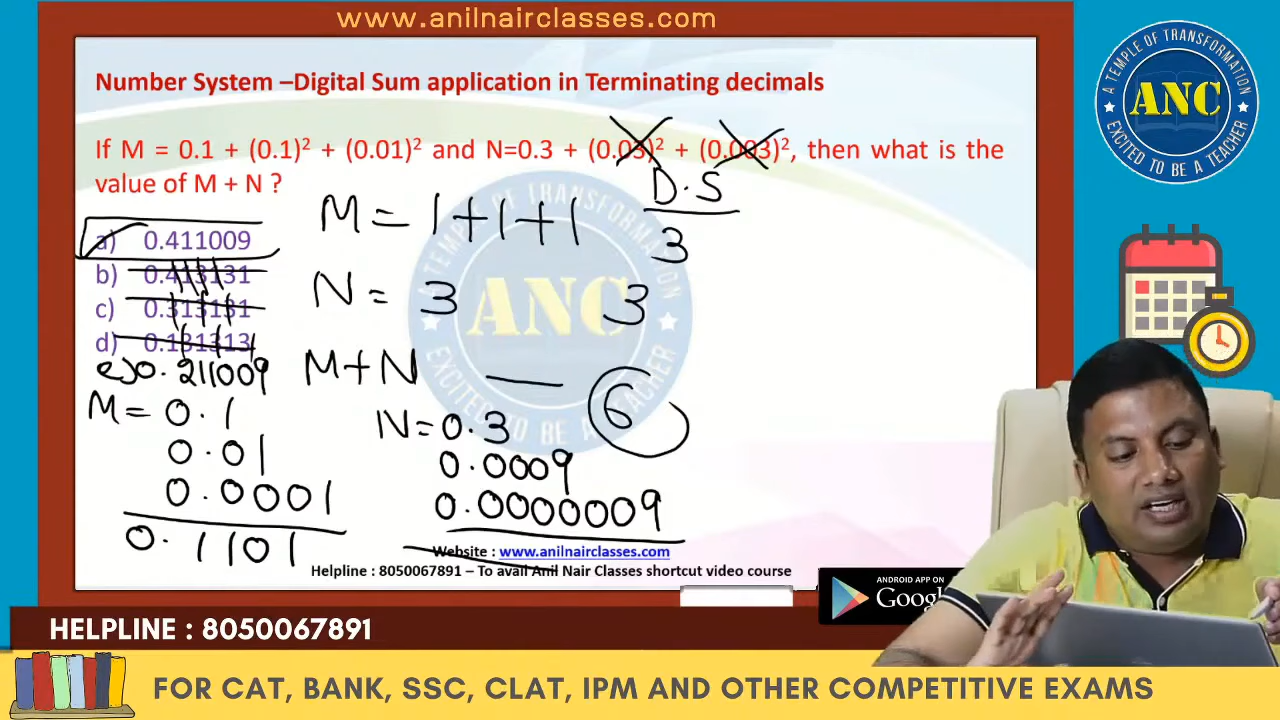 www.anilnairclasses.com
Number System –Digital Sum application in Terminating decimals
If M = 0.1 + (0.1)² + (0.01)² and N=0.3 + (0.03)² + (0.003)², then what is the
value of M + N ?
D.S
a) 0.411009
M = 1+1+1
3
b) 0.413131
c) 0.313131
N = 3
3
d) 0.131313
e) 0.211009
M+N
6
M = 0.1
0.01
0.0001
0.1101
N = 0.3
0.0009
0.0000009
Website : www.anilnairclasses.com
Helpline : 8050067891 – To avail Anil Nair Classes shortcut video course
A TEMPLE OF TRANSFORMATION
ANC
EXCITED TO BE A TEACHER
ANC
ANDROID APP ON
Google
HELPLINE : 8050067891
FOR CAT, BANK, SSC, CLAT, IPM AND OTHER COMPETITIVE EXAMS